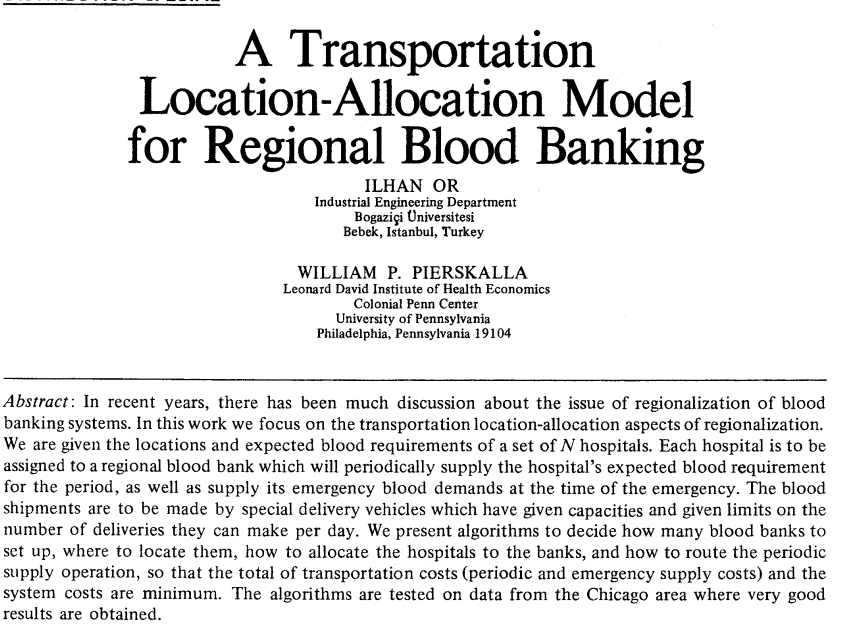 A Transportation
Location-Allocation Model
for Regional Blood Banking
ILHAN OR
Industrial Engineering Department
Bogaziçi Üniversitesi
Bebek, Istanbul, Turkey
WILLIAM P. PIERSKALLA
Leonard David Institute of Health Economics
Colonial Penn Center
University of Pennsylvania
Philadelphia, Pennsylvania 19104
Abstract: In recent years, there has been much discussion about the issue of regionalization of blood
banking systems. In this work we focus on the transportation location-allocation aspects of regionalization.
We are given the locations and expected blood requirements of a set of N hospitals. Each hospital is to be
assigned to a regional blood bank which will periodically supply the hospital's expected blood requirement
for the period, as well as supply its emergency blood demands at the time of the emergency. The blood
shipments are to be made by special delivery vehicles which have given capacities and given limits on the
number of deliveries they can make per day. We present algorithms to decide how many blood banks to
set up, where to locate them, how to allocate the hospitals to the banks, and how to route the periodic
supply operation, so that the total of transportation costs (periodic and emergency supply costs) and the
system costs are minimum. The algorithms are tested on data from the Chicago area where very good
results are obtained.